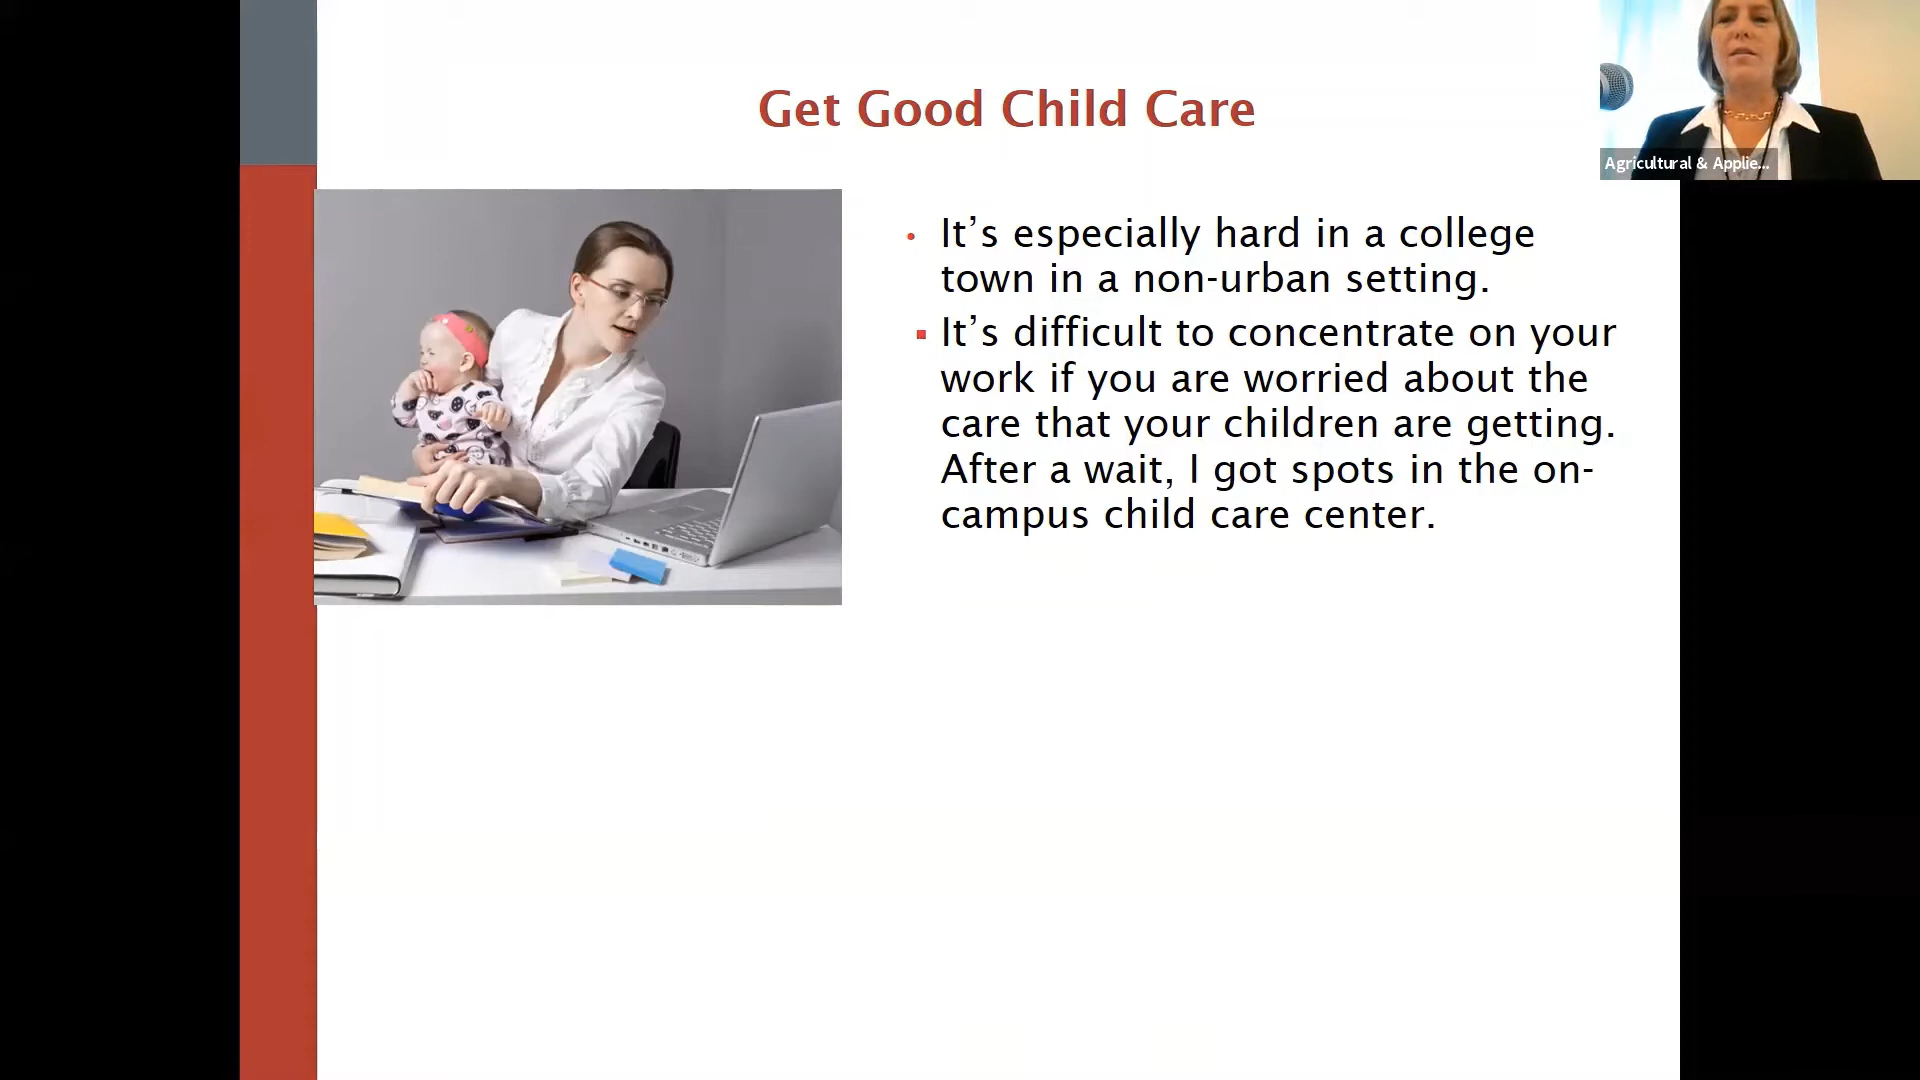 Get Good Child Care
Agricultural & Applie...
• It’s especially hard in a college
town in a non-urban setting.
▪ It’s difficult to concentrate on your
work if you are worried about the
care that your children are getting.
After a wait, I got spots in the on-
campus child care center.